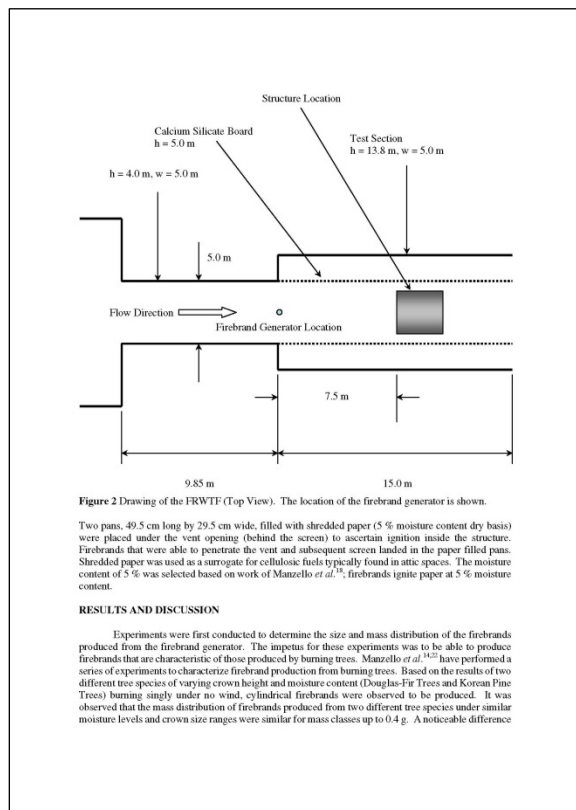 Structure Location
Calcium Silicate Board
h = 5.0 m
Test Section
h = 13.8 m, w = 5.0 m
h = 4.0 m, w = 5.0 m
5.0 m
Flow Direction
Firebrand Generator Location
7.5 m
9.85 m
15.0 m
Figure 2 Drawing of the FRWTF (Top View). The location of the firebrand generator is shown.
Two pans, 49.5 cm long by 29.5 cm wide, filled with shredded paper (5 % moisture content dry basis)
were placed under the vent opening (behind the screen) to ascertain ignition inside the structure.
Firebrands that were able to penetrate the vent and subsequent screen landed in the paper filled pans.
Shredded paper was used as a surrogate for cellulosic fuels typically found in attic spaces. The moisture
content of 5 % was selected based on work of Manzello et al.18; firebrands ignite paper at 5 % moisture
content.
RESULTS AND DISCUSSION
Experiments were first conducted to determine the size and mass distribution of the firebrands
produced from the firebrand generator. The impetus for these experiments was to be able to produce
firebrands that are characteristic of those produced by burning trees. Manzello et al.14,22 have performed a
series of experiments to characterize firebrand production from burning trees. Based on the results of two
different tree species of varying crown height and moisture content (Douglas-Fir Trees and Korean Pine
Trees) burning singly under no wind, cylindrical firebrands were observed to be produced. It was
observed that the mass distribution of firebrands produced from two different tree species under similar
moisture levels and crown size ranges were similar for mass classes up to 0.4 g. A noticeable difference